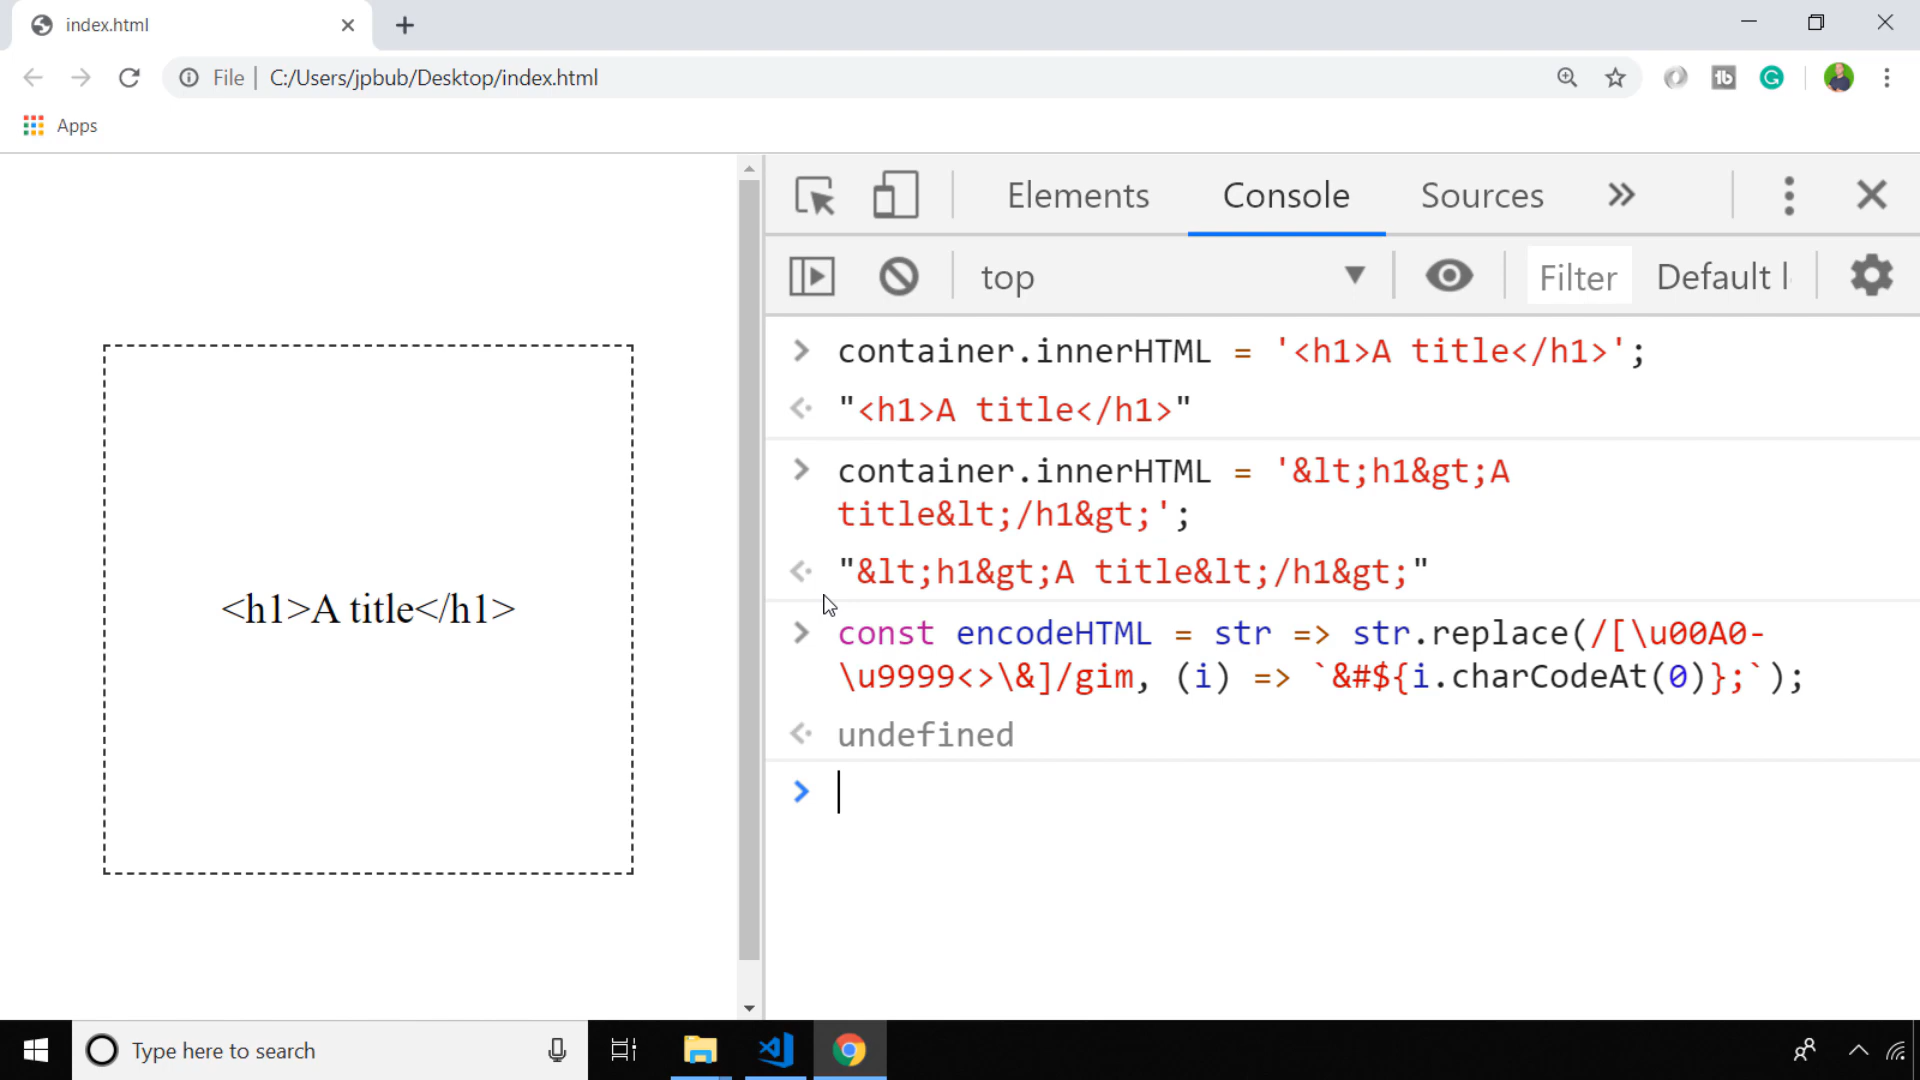 index.html
File | C:/Users/jpbub/Desktop/index.html
Apps
Elements Console Sources »
top Filter Default l
> container.innerHTML = '<h1>A title</h1>';
"<h1>A title</h1>"
> container.innerHTML = '&lt;h1&gt;A
title&lt;/h1&gt;';
"&lt;h1&gt;A title&lt;/h1&gt;"
<h1>A title</h1>
> const encodeHTML = str => str.replace(/[\u00A0-
\u9999<>\&]/gim, (i) => `&#${i.charCodeAt(0)};`);
undefined
>
Type here to search